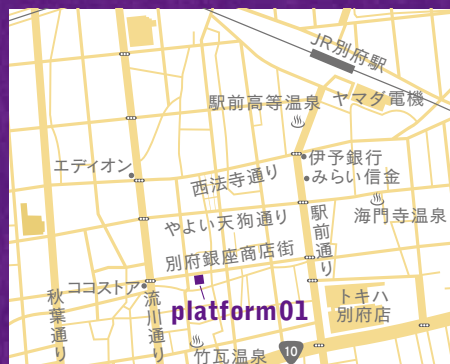 JR別府駅
駅前高等温泉
ヤマダ電機
エディオン
伊予銀行
みらい信金
西法寺通り
海門寺温泉
やよい天狗通り
駅前通り
別府銀座商店街
ココストア
秋葉通り
流川通り
platform01
トキハ
別府店
竹瓦温泉
10